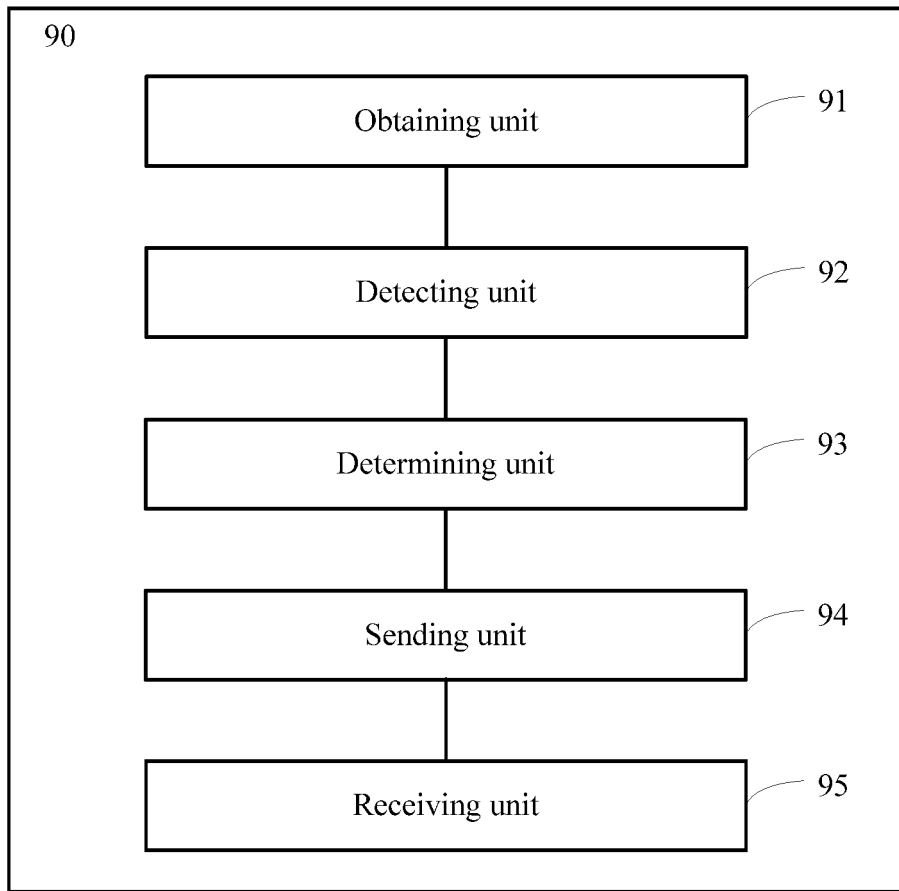 90
Obtaining unit
91
Detecting unit
92
Determining unit
93
Sending unit
94
Receiving unit
95